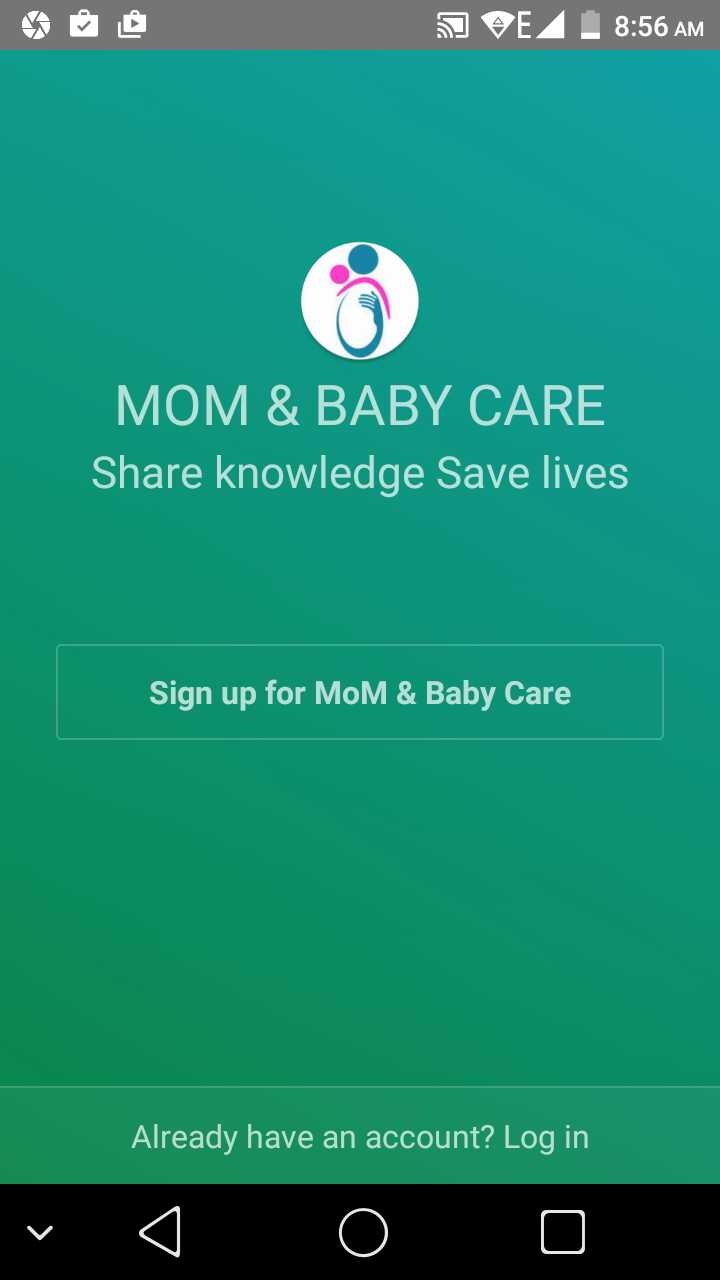 E 8:56 AM
MOM & BABY CARE
Share knowledge Save lives
Sign up for MoM & Baby Care
Already have an account? Log in